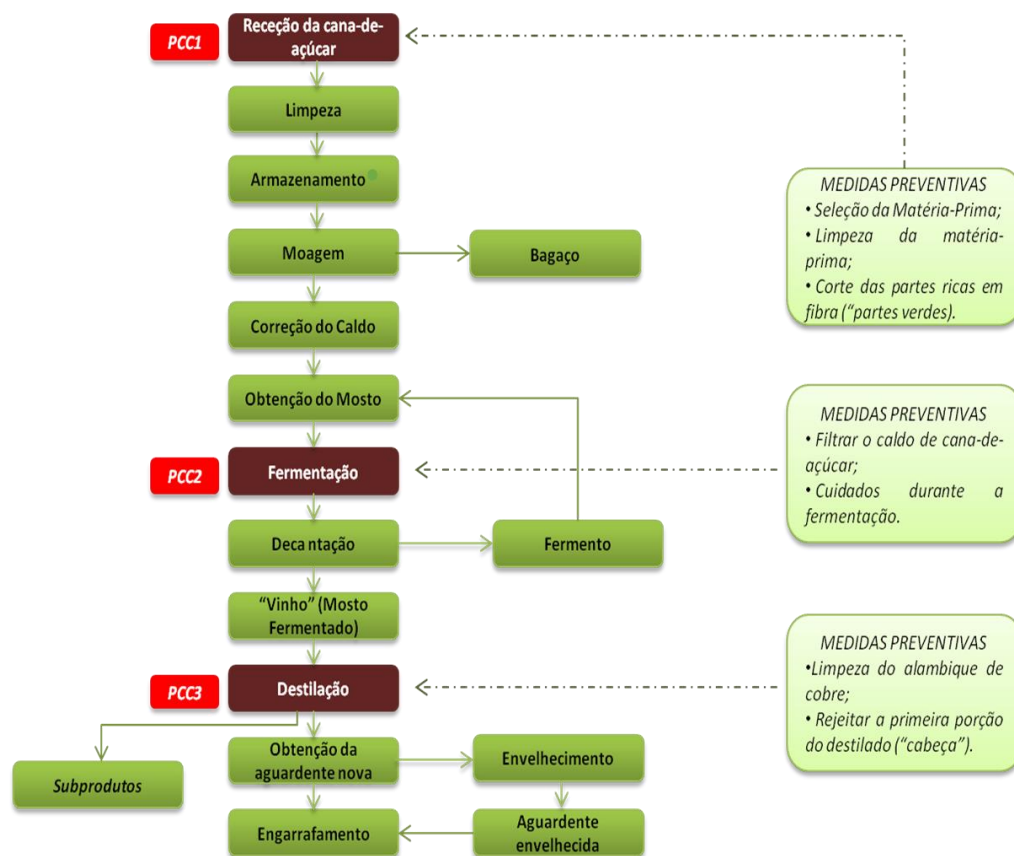 PCC1
Receção da cana-de-
açúcar
Limpeza
Armazenamento
Moagem
Bagaço
Correção do Caldo
Obtenção do Mosto
PCC2
Fermentação
Decantação
Fermento
“Vinho” (Mosto
Fermentado)
PCC3
Destilação
Obtenção da
aguardente nova
Envelhecimento
Subprodutos
Engarrafamento
Aguardente
envelhecida
MEDIDAS PREVENTIVAS
• Seleção da Matéria-Prima;
• Limpeza da matéria-
prima;
• Corte das partes ricas em
fibra (“partes verdes).
MEDIDAS PREVENTIVAS
• Filtrar o caldo de cana-de-
açúcar;
• Cuidados durante a
fermentação.
MEDIDAS PREVENTIVAS
•Limpeza do alambique de
cobre;
• Rejeitar a primeira porção
do destilado (“cabeça”).